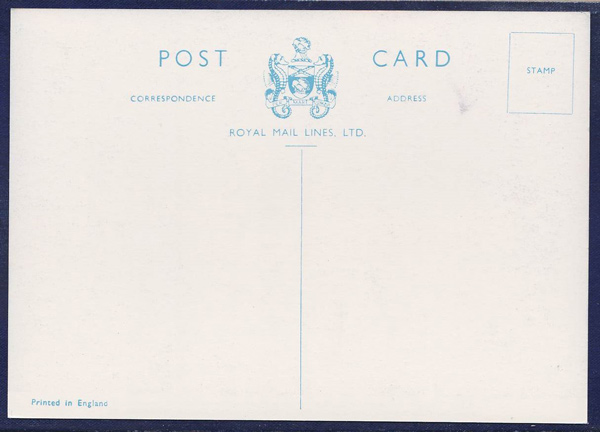 POST CARD
STAMP
CORRESPONDENCE
ADDRESS
ROYAL MAIL LINES, LTD.
Printed in England